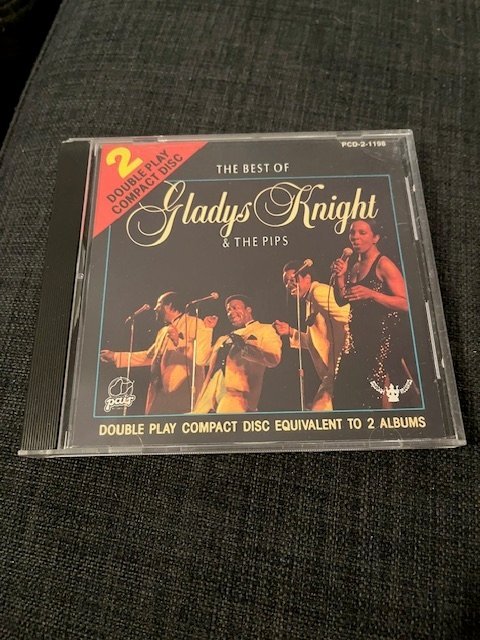 PCD-2-1198
2
DOUBLE PLAY
COMPACT DISC
THE BEST OF
Gladys Knight
& THE PIPS
pair
DOUBLE PLAY COMPACT DISC EQUIVALENT TO 2 ALBUMS